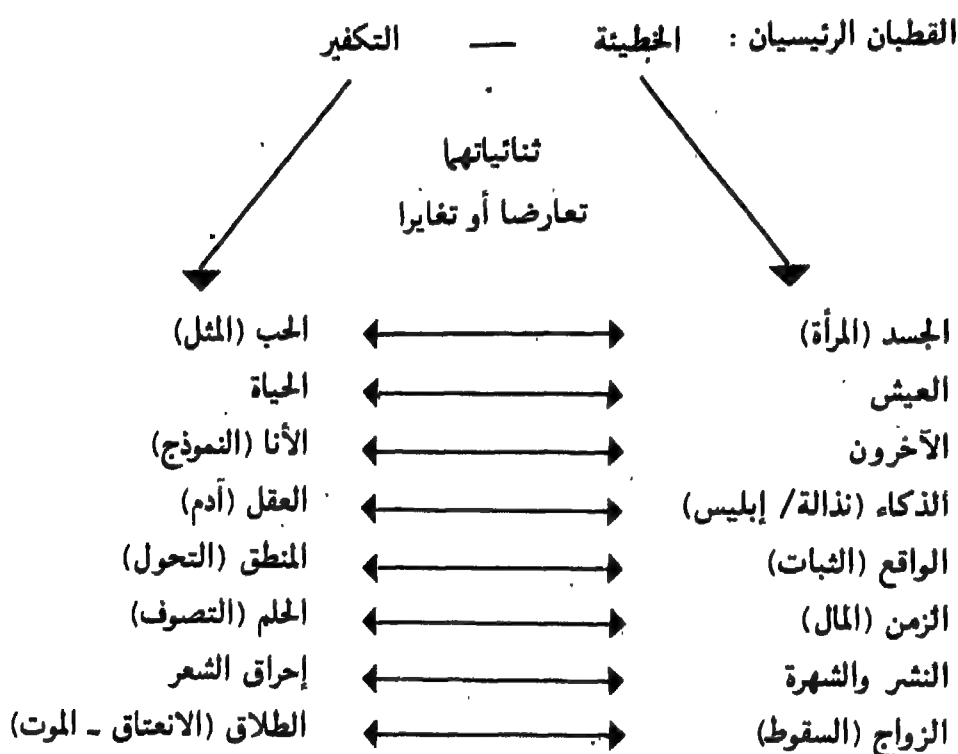 القطبان الرئيسيان : الخطيئة — التكفير
ثنائياتهما
تعارضا أو تغايرا
الجسد (المرأة) الحب (المثل)
العيش الحياة
الآخرون الأنا (النموذج)
الذكاء (نذالة/ إبليس) العقل (آدم)
الواقع (الثبات) المنطق (التحول)
الزمن (المال) الحلم (التصوف)
النشر والشهرة إحراق الشعر
الزواج (السقوط) الطلاق (الانعتاق ـ الموت)